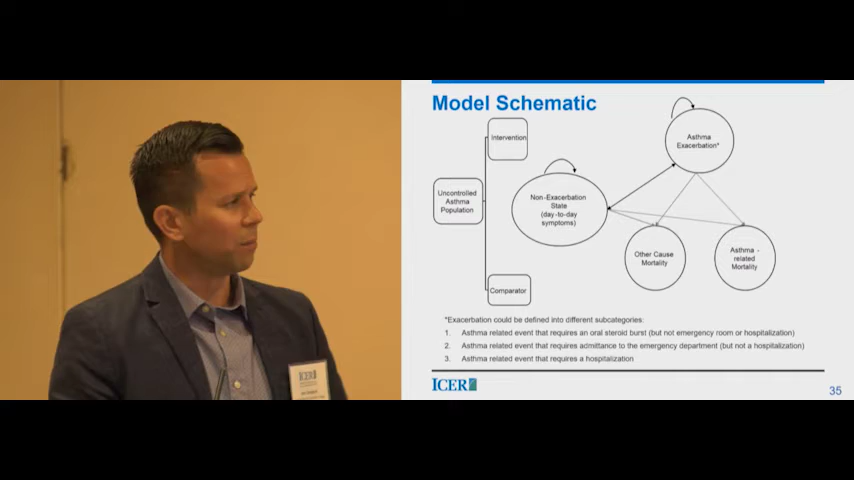 Model Schematic
Intervention
Asthma
Exacerbation*
Uncontrolled
Asthma
Population
Non-Exacerbation
State
(day-to-day
symptoms)
Other Cause
Mortality
Asthma -
related
Mortality
Comparator
*Exacerbation could be defined into different subcategories:
1. Asthma related event that requires an oral steroid burst (but not emergency room or hospitalization)
2. Asthma related event that requires admittance to the emergency department (but not a hospitalization)
3. Asthma related event that requires a hospitalization
ICER
35
ICER